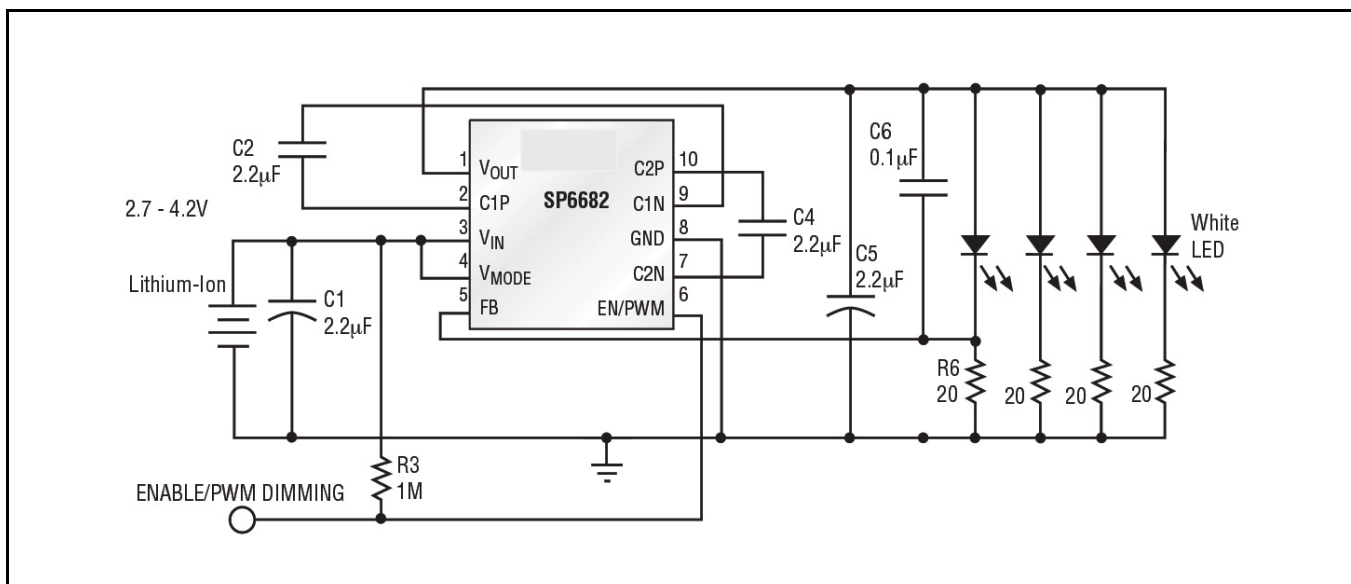 C2
2.2µF
2.7 - 4.2V
Lithium-Ion
C1
2.2µF
1
2
3
4
5
VOUT
C1P
VIN
VMODE
FB
SP6682
C2P
C1N
GND
C2N
EN/PWM
10
9
8
7
6
C4
2.2µF
C5
2.2µF
C6
0.1µF
White
LED
R6
20
20
20
20
R3
1M
ENABLE/PWM DIMMING